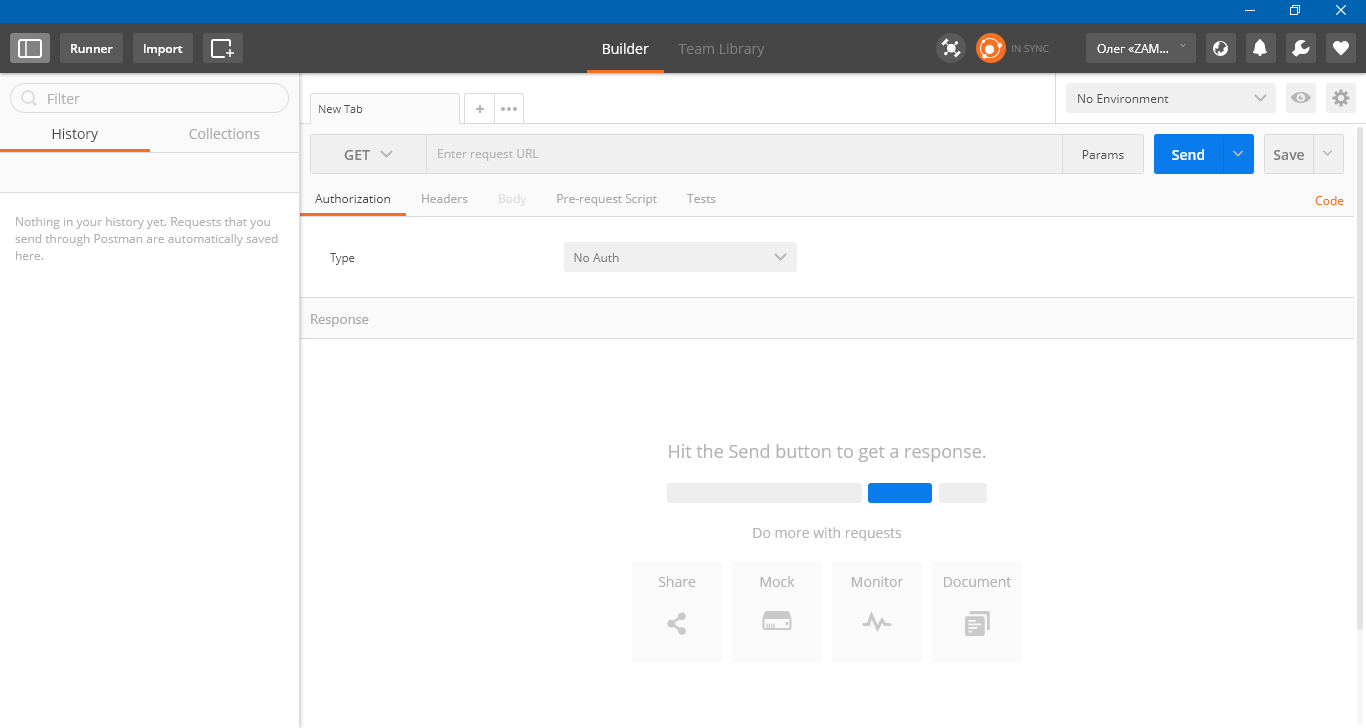 Runner
Import
Builder
Team Library
IN SYNC
Олег «ZAM...
Filter
History
Collections
Nothing in your history yet. Requests that you
send through Postman are automatically saved
here.
New Tab
No Environment
GET
Enter request URL
Params
Send
Save
Authorization
Headers
Body
Pre-request Script
Tests
Code
Type
No Auth
Response
Hit the Send button to get a response.
Do more with requests
Share
Mock
Monitor
Document